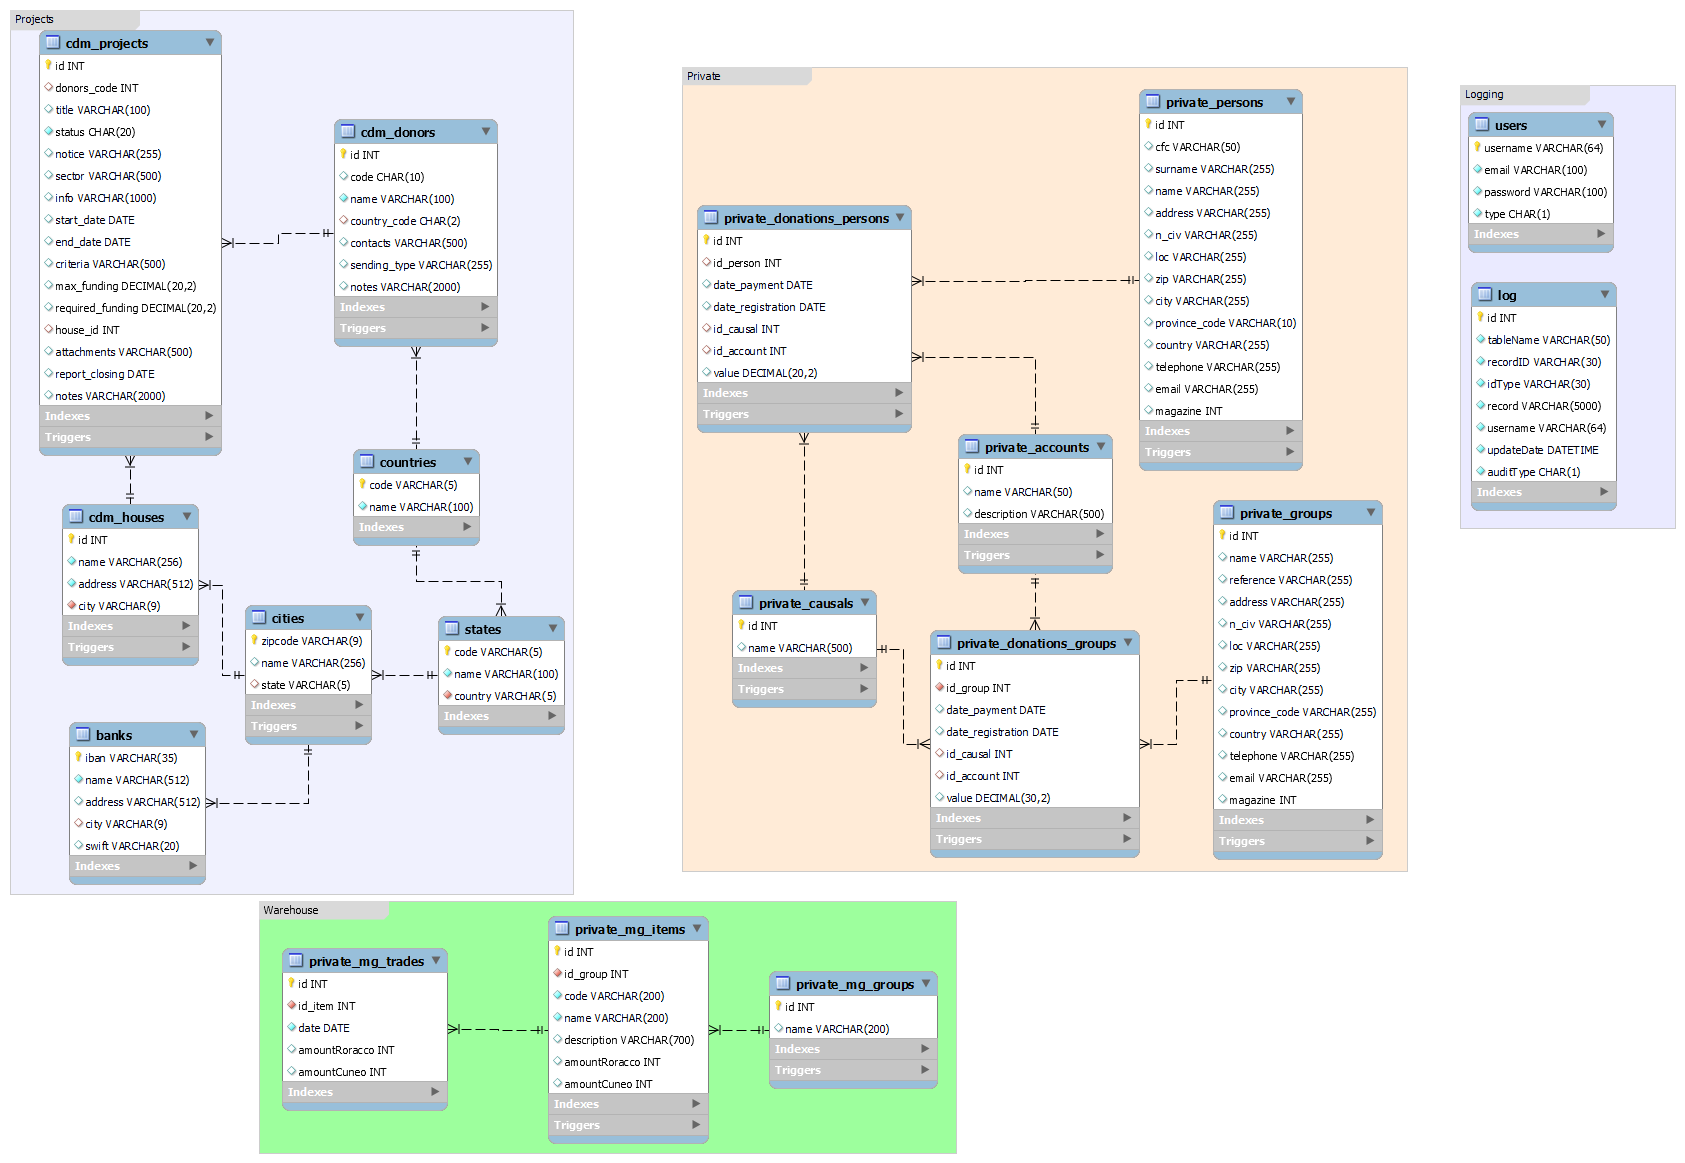 Projects
cdm_projects
id INT
donors_code INT
title VARCHAR(100)
status CHAR(20)
notice VARCHAR(255)
sector VARCHAR(500)
info VARCHAR(1000)
start_date DATE
end_date DATE
criteria VARCHAR(500)
max_funding DECIMAL(20,2)
required_funding DECIMAL(20,2)
house_id INT
attachments VARCHAR(500)
report_closing DATE
notes VARCHAR(2000)
Indexes
Triggers
cdm_donors
id INT
code CHAR(10)
name VARCHAR(100)
country_code CHAR(2)
contacts VARCHAR(500)
sending_type VARCHAR(255)
notes VARCHAR(2000)
Indexes
Triggers
countries
code VARCHAR(5)
name VARCHAR(100)
Indexes
cdm_houses
id INT
name VARCHAR(256)
address VARCHAR(512)
city VARCHAR(9)
Indexes
Triggers
cities
zipcode VARCHAR(9)
name VARCHAR(256)
state VARCHAR(5)
Indexes
Triggers
states
code VARCHAR(5)
name VARCHAR(100)
country VARCHAR(5)
Indexes
banks
iban VARCHAR(35)
name VARCHAR(512)
address VARCHAR(512)
city VARCHAR(9)
swift VARCHAR(20)
Indexes
Private
private_persons
id INT
cfc VARCHAR(50)
surname VARCHAR(255)
name VARCHAR(255)
address VARCHAR(255)
n_civ VARCHAR(255)
loc VARCHAR(255)
zip VARCHAR(255)
city VARCHAR(255)
province_code VARCHAR(10)
country VARCHAR(255)
telephone VARCHAR(255)
email VARCHAR(255)
magazine INT
Indexes
Triggers
private_donations_persons
id INT
id_person INT
date_payment DATE
date_registration DATE
id_causal INT
id_account INT
value DECIMAL(20,2)
Indexes
Triggers
private_accounts
id INT
name VARCHAR(50)
description VARCHAR(500)
Indexes
Triggers
private_causals
id INT
name VARCHAR(500)
Indexes
Triggers
private_donations_groups
id INT
id_group INT
date_payment DATE
date_registration DATE
id_causal INT
id_account INT
value DECIMAL(30,2)
Indexes
Triggers
private_groups
id INT
name VARCHAR(255)
reference VARCHAR(255)
address VARCHAR(255)
n_civ VARCHAR(255)
loc VARCHAR(255)
zip VARCHAR(255)
city VARCHAR(255)
province_code VARCHAR(255)
country VARCHAR(255)
telephone VARCHAR(255)
email VARCHAR(255)
magazine INT
Indexes
Triggers
Logging
users
username VARCHAR(64)
email VARCHAR(100)
password VARCHAR(100)
type CHAR(1)
Indexes
log
id INT
tableName VARCHAR(50)
recordID VARCHAR(30)
idType VARCHAR(30)
record VARCHAR(5000)
username VARCHAR(64)
updateDate DATETIME
auditType CHAR(1)
Indexes
Warehouse
private_mg_trades
id INT
id_item INT
date DATE
amountRoracco INT
amountCuneo INT
Indexes
private_mg_items
id INT
id_group INT
code VARCHAR(200)
name VARCHAR(200)
description VARCHAR(700)
amountRoracco INT
amountCuneo INT
Indexes
Triggers
private_mg_groups
id INT
name VARCHAR(200)
Indexes
Triggers